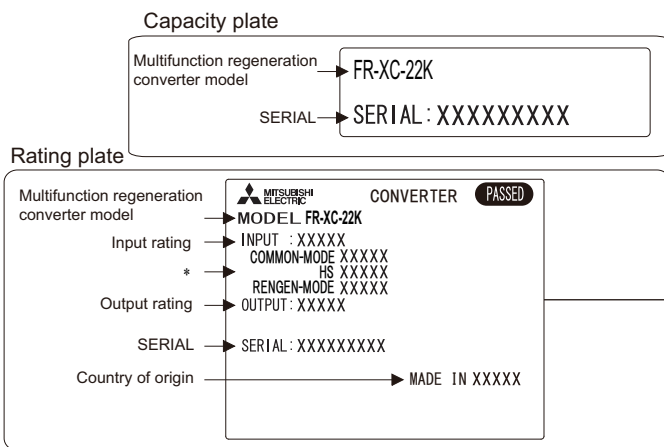 Capacity plate
Multifunction regeneration
converter model
FR-XC-22K
SERIAL
SERIAL:XXXXXXXXX
Rating plate
Multifunction regeneration
converter model
MITSUBISHI
ELECTRIC
CONVERTER PASSED
MODEL FR-XC-22K
Input rating
INPUT :XXXXX
COMMON-MODE XXXXX
*
HS XXXXX
RENGEN-MODE XXXXX
Output rating
OUTPUT:XXXXX
SERIAL
SERIAL:XXXXXXXXX
Country of origin
MADE IN XXXXX